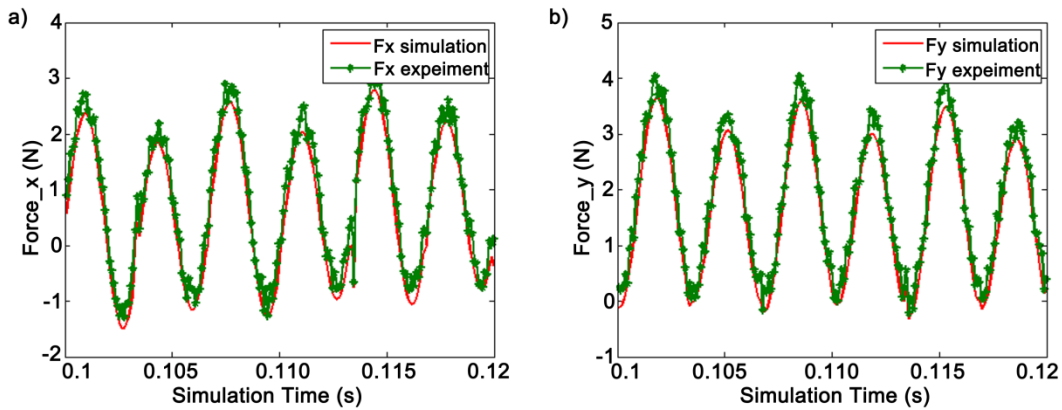 a)
4
3
2
1
0
-1
-2
Force_x (N)
Fx simulation
Fx expeiment
0.1
0.105
0.110
0.115
0.12
Simulation Time (s)
b)
5
4
3
2
1
0
-1
Force_y (N)
Fy simulation
Fy expeiment
0.1
0.105
0.110
0.115
0.12
Simulation Time (s)